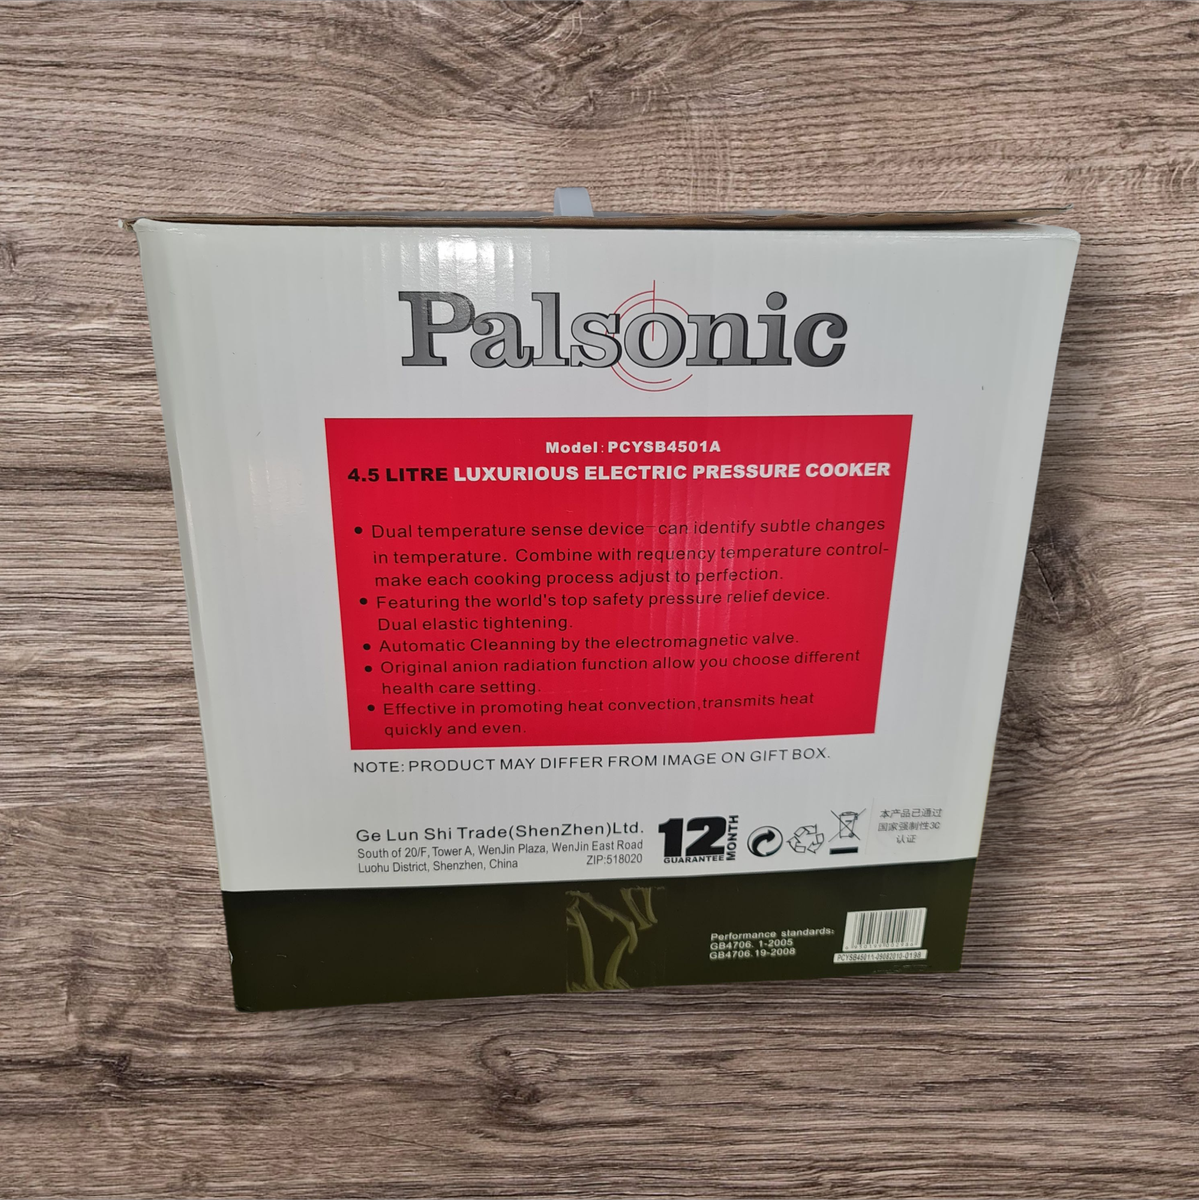 Palsonic
Model:PCYSB4501A
4.5 LITRE LUXURIOUS ELECTRIC PRESSURE COOKER
• Dual temperature sense device-can identify subtle changes
in temperature. Combine with requency temperature control-
make each cooking process adjust to perfection.
• Featuring the world's top safety pressure relief device.
Dual elastic tightening.
• Automatic Cleanning by the electromagnetic valve.
• Original anion radiation function allow you choose different
health care setting.
• Effective in promoting heat convection,transmits heat
quickly and even.
NOTE: PRODUCT MAY DIFFER FROM IMAGE ON GIFT BOX.
Ge Lun Shi Trade(ShenZhen)Ltd.
South of 20/F, Tower A, WenJin Plaza, WenJin East Road
Luohu District, Shenzhen, China ZIP:518020
12 MONTH
GUARANTEE
本产品已通过
国家强制性3C
认证
Performance standards:
GB4706. 1-2005
GB4706.19-2008